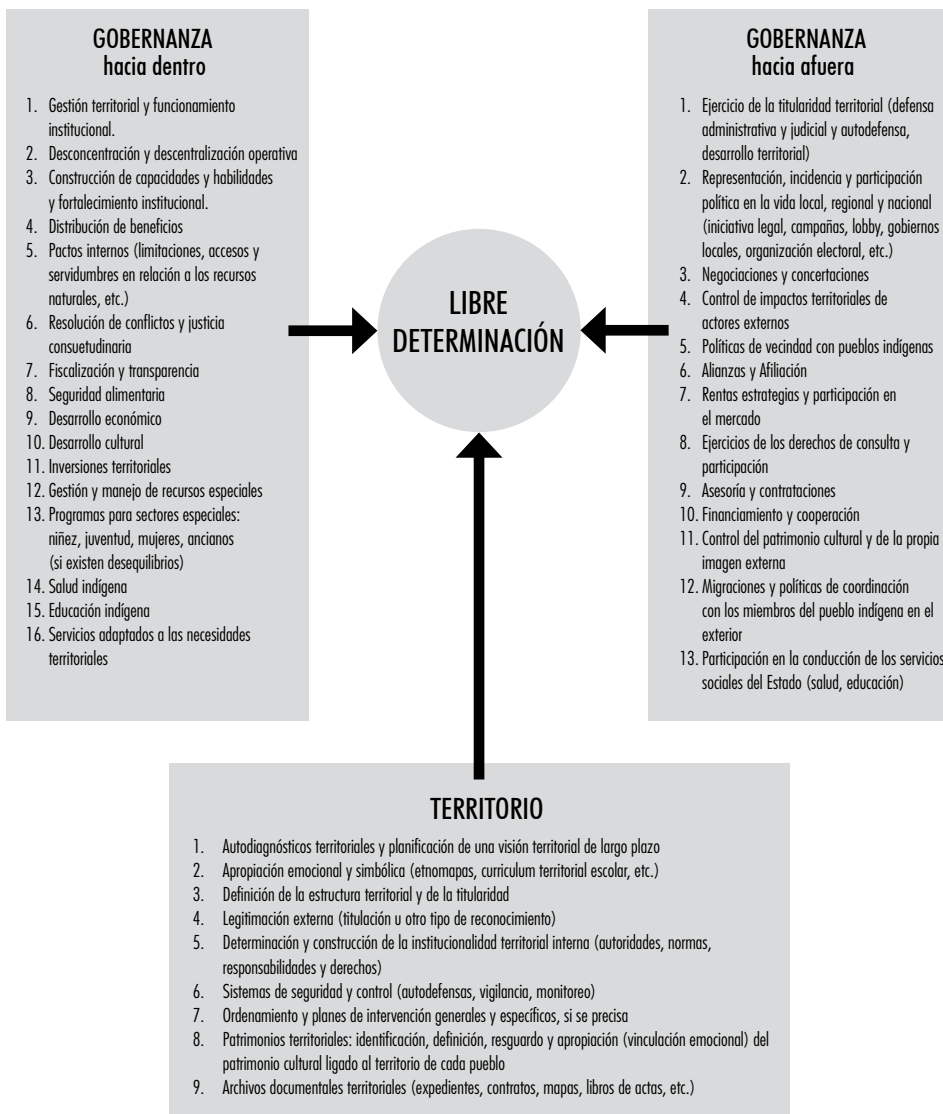 GOBERNANZA
hacia dentro
1. Gestión territorial y funcionamiento
institucional.
2. Desconcentración y descentralización operativa
3. Construcción de capacidades y habilidades
y fortalecimiento institucional.
4. Distribución de beneficios
5. Pactos internos (limitaciones, accesos y
servidumbres en relación a los recursos
naturales, etc.)
6. Resolución de conflictos y justicia
consuetudinaria
7. Fiscalización y transparencia
8. Seguridad alimentaria
9. Desarrollo económico
10. Desarrollo cultural
11. Inversiones territoriales
12. Gestión y manejo de recursos especiales
13. Programas para sectores especiales:
niñez, juventud, mujeres, ancianos
(si existen desequilibrios)
14. Salud indígena
15. Educación indígena
16. Servicios adaptados a las necesidades
territoriales
LIBRE
DETERMINACIÓN
GOBERNANZA
hacia afuera
1. Ejercicio de la titularidad territorial (defensa
administrativa y judicial y autodefensa,
desarrollo territorial)
2. Representación, incidencia y participación
política en la vida local, regional y nacional
(iniciativa legal, campañas, lobby, gobiernos
locales, organización electoral, etc.)
3. Negociaciones y concertaciones
4. Control de impactos territoriales de
actores externos
5. Políticas de vecindad con pueblos indígenas
6. Alianzas y Afiliación
7. Rentas estrategias y participación en
el mercado
8. Ejercicios de los derechos de consulta y
participación
9. Asesoría y contrataciones
10. Financiamiento y cooperación
11. Control del patrimonio cultural y de la propia
imagen externa
12. Migraciones y políticas de coordinación
con los miembros del pueblo indígena en el
exterior
13. Participación en la conducción de los servicios
sociales del Estado (salud, educación)
TERRITORIO
1. Autodiagnósticos territoriales y planificación de una visión territorial de largo plazo
2. Apropiación emocional y simbólica (etnomapas, curriculum territorial escolar, etc.)
3. Definición de la estructura territorial y de la titularidad
4. Legitimación externa (titulación u otro tipo de reconocimiento)
5. Determinación y construcción de la institucionalidad territorial interna (autoridades, normas,
responsabilidades y derechos)
6. Sistemas de seguridad y control (autodefensas, vigilancia, monitoreo)
7. Ordenamiento y planes de intervención generales y específicos, si se precisa
8. Patrimonios territoriales: identificación, definición, resguardo y apropiación (vinculación emocional) del
patrimonio cultural ligado al territorio de cada pueblo
9. Archivos documentales territoriales (expedientes, contratos, mapas, libros de actas, etc.)